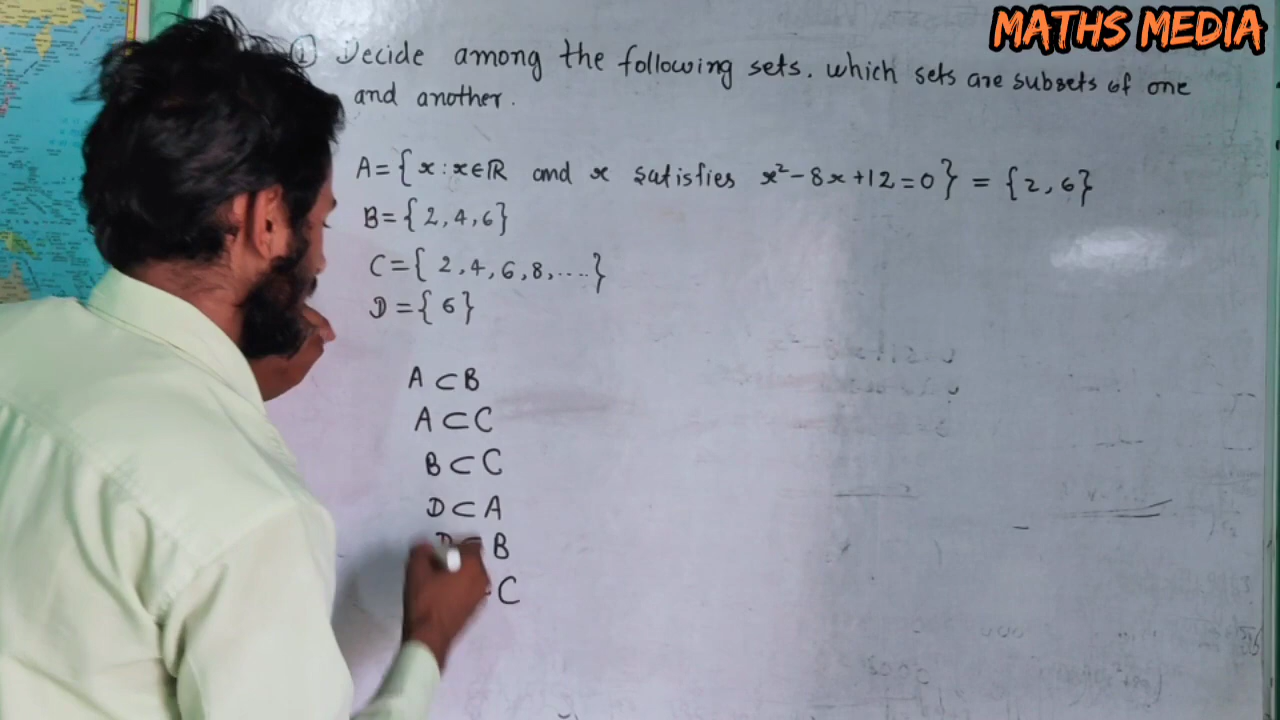 MATHS MEDIA
① Decide among the following sets. which sets are subsets of one
and another.
A={x:x∈R and x satisfies x²-8x+12=0} = {2,6}
B={2,4,6}
C={2,4,6,8,....}
D={6}
A⊂B
A⊂C
B⊂C
D⊂A
B
C